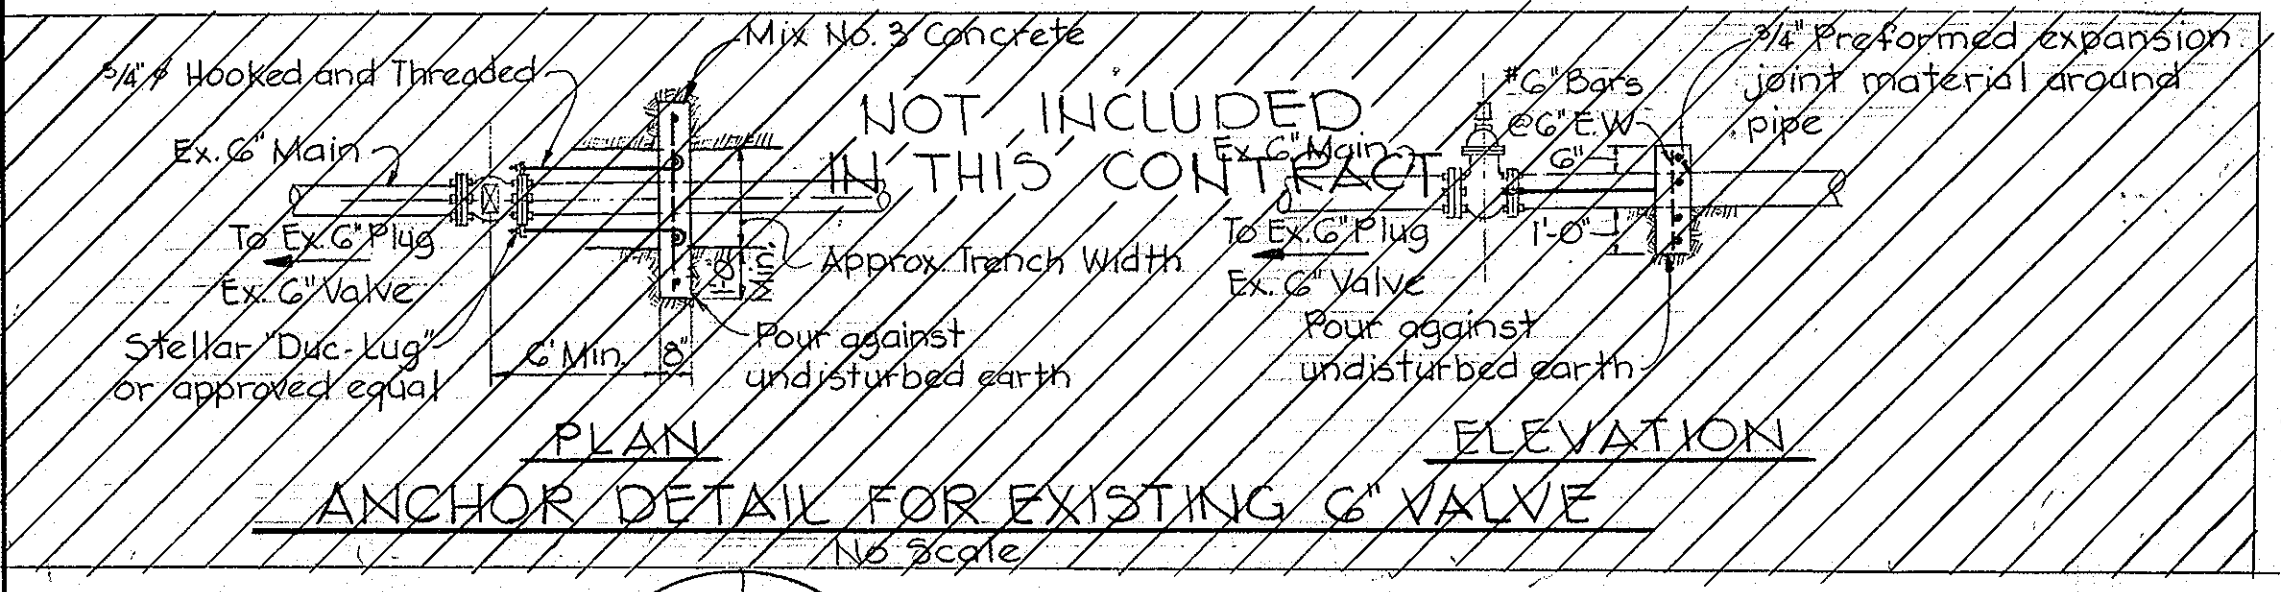 Mix No. 3 Concrete
3/4" ø Hooked and Threaded
Ex. 6" Main
To Ex. 6" Plug
Ex. 6" Valve
Stellar "Duc-Lug"
or approved equal
6' Min.
8"
1'-0"
Min.
Approx. Trench Width
Pour against
undisturbed earth
PLAN
NOT INCLUDED
IN THIS CONTRACT
3/4" Preformed expansion
joint material around
pipe
#6" Bars
@6" E.W.
Ex. 6" Main
6"
1'-0"
To Ex. 6" Plug
Ex. 6" Valve
Pour against
undisturbed earth
ELEVATION
ANCHOR DETAIL FOR EXISTING 6" VALVE
No Scale